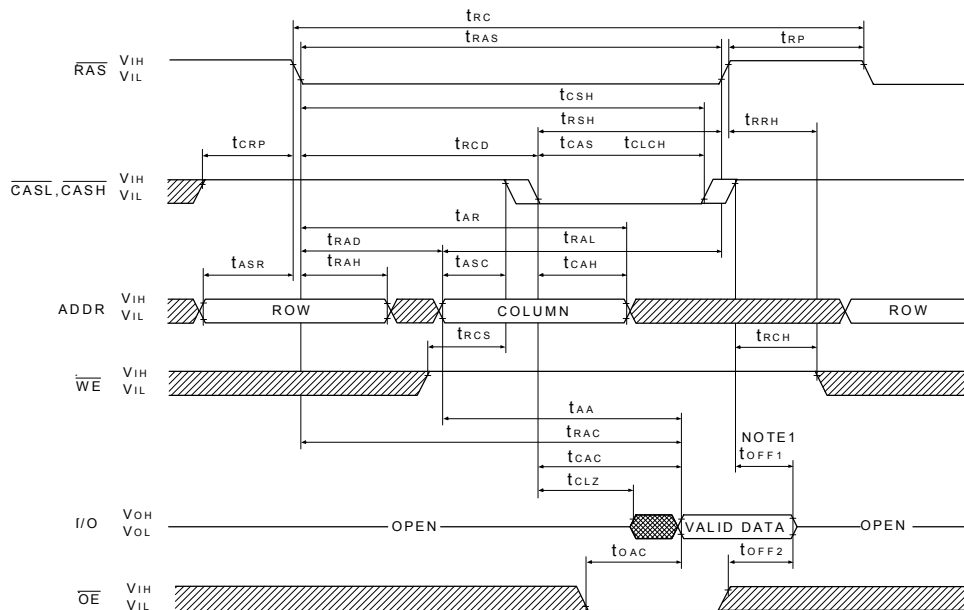 tRC
tRAS tRP
RAS VIH
VIL
tCSH
tRSH tRRH
tCRP tRCD tCAS tCLCH
CASL,CASH VIH
VIL
tAR
tRAD tRAL
tASR tRAH tASC tCAH
ADDR VIH
VIL
ROW COLUMN ROW
tRCS tRCH
WE VIH
VIL
tAA
tRAC NOTE1
tCAC tOFF1
tCLZ
I/O VOH
VOL
OPEN VALID DATA OPEN
tOAC tOFF2
OE VIH
VIL